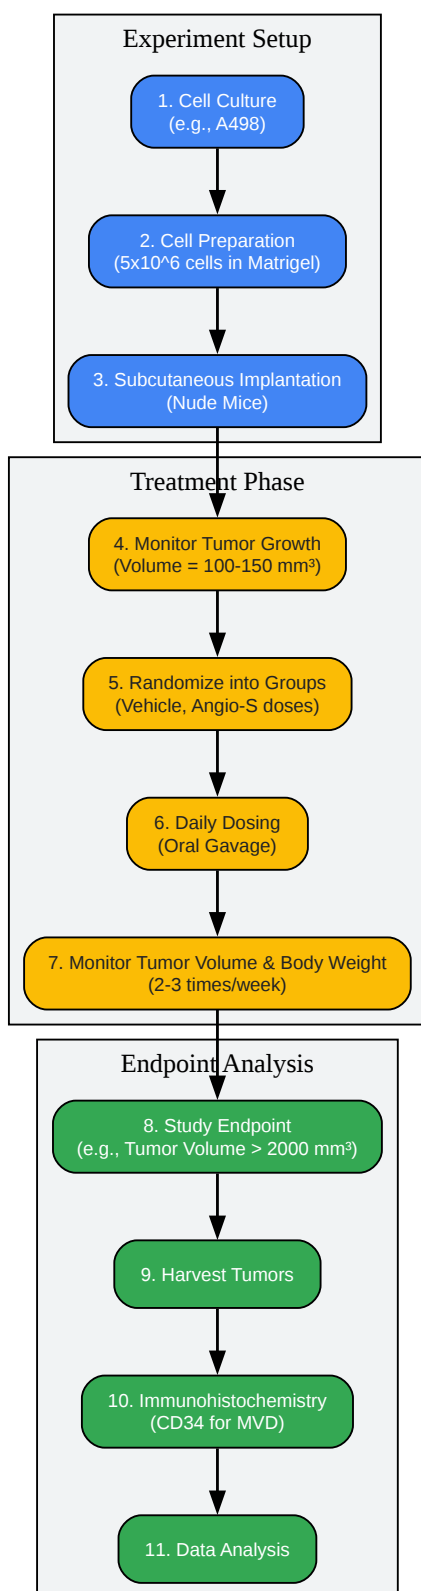 Experiment Setup
1. Cell Culture
(e.g., A498)
2. Cell Preparation
(5x10^6 cells in Matrigel)
3. Subcutaneous Implantation
(Nude Mice)
Treatment Phase
4. Monitor Tumor Growth
(Volume = 100-150 mm³)
5. Randomize into Groups
(Vehicle, Angio-S doses)
6. Daily Dosing
(Oral Gavage)
7. Monitor Tumor Volume & Body Weight
(2-3 times/week)
Endpoint Analysis
8. Study Endpoint
(e.g., Tumor Volume > 2000 mm³)
9. Harvest Tumors
10. Immunohistochemistry
(CD34 for MVD)
11. Data Analysis